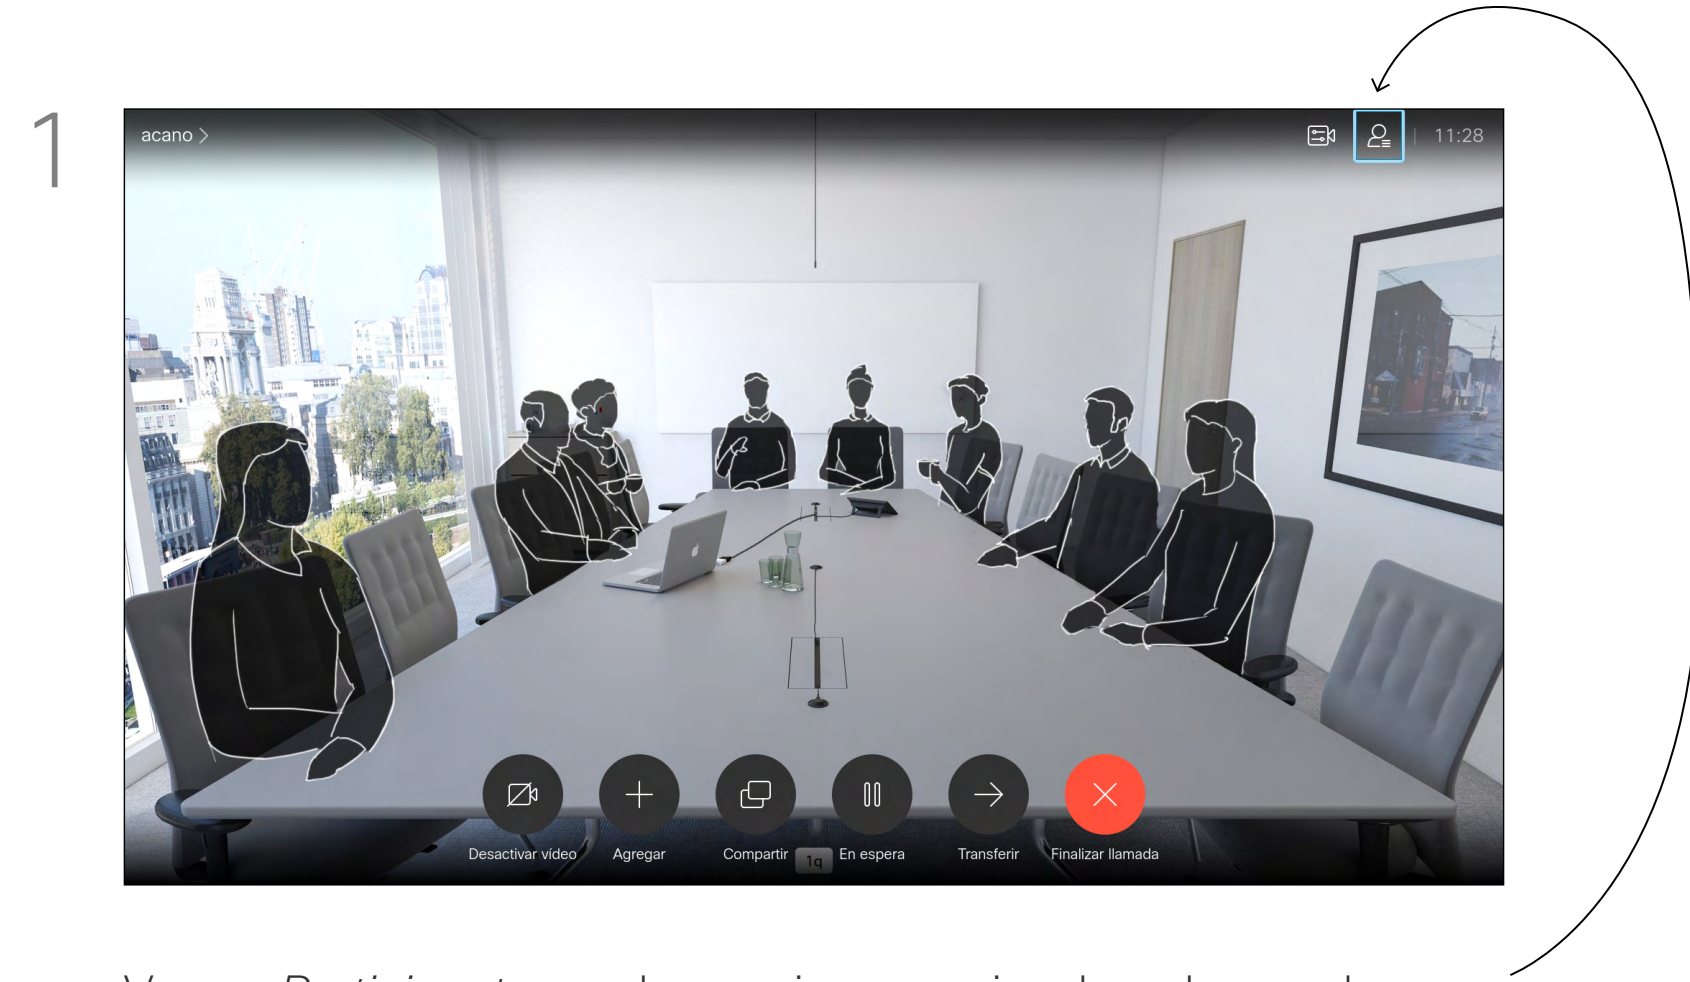 1
acano
11:28
Desactivar vídeo
Agregar
Compartir
1q
En espera
Transferir
Finalizar llamada